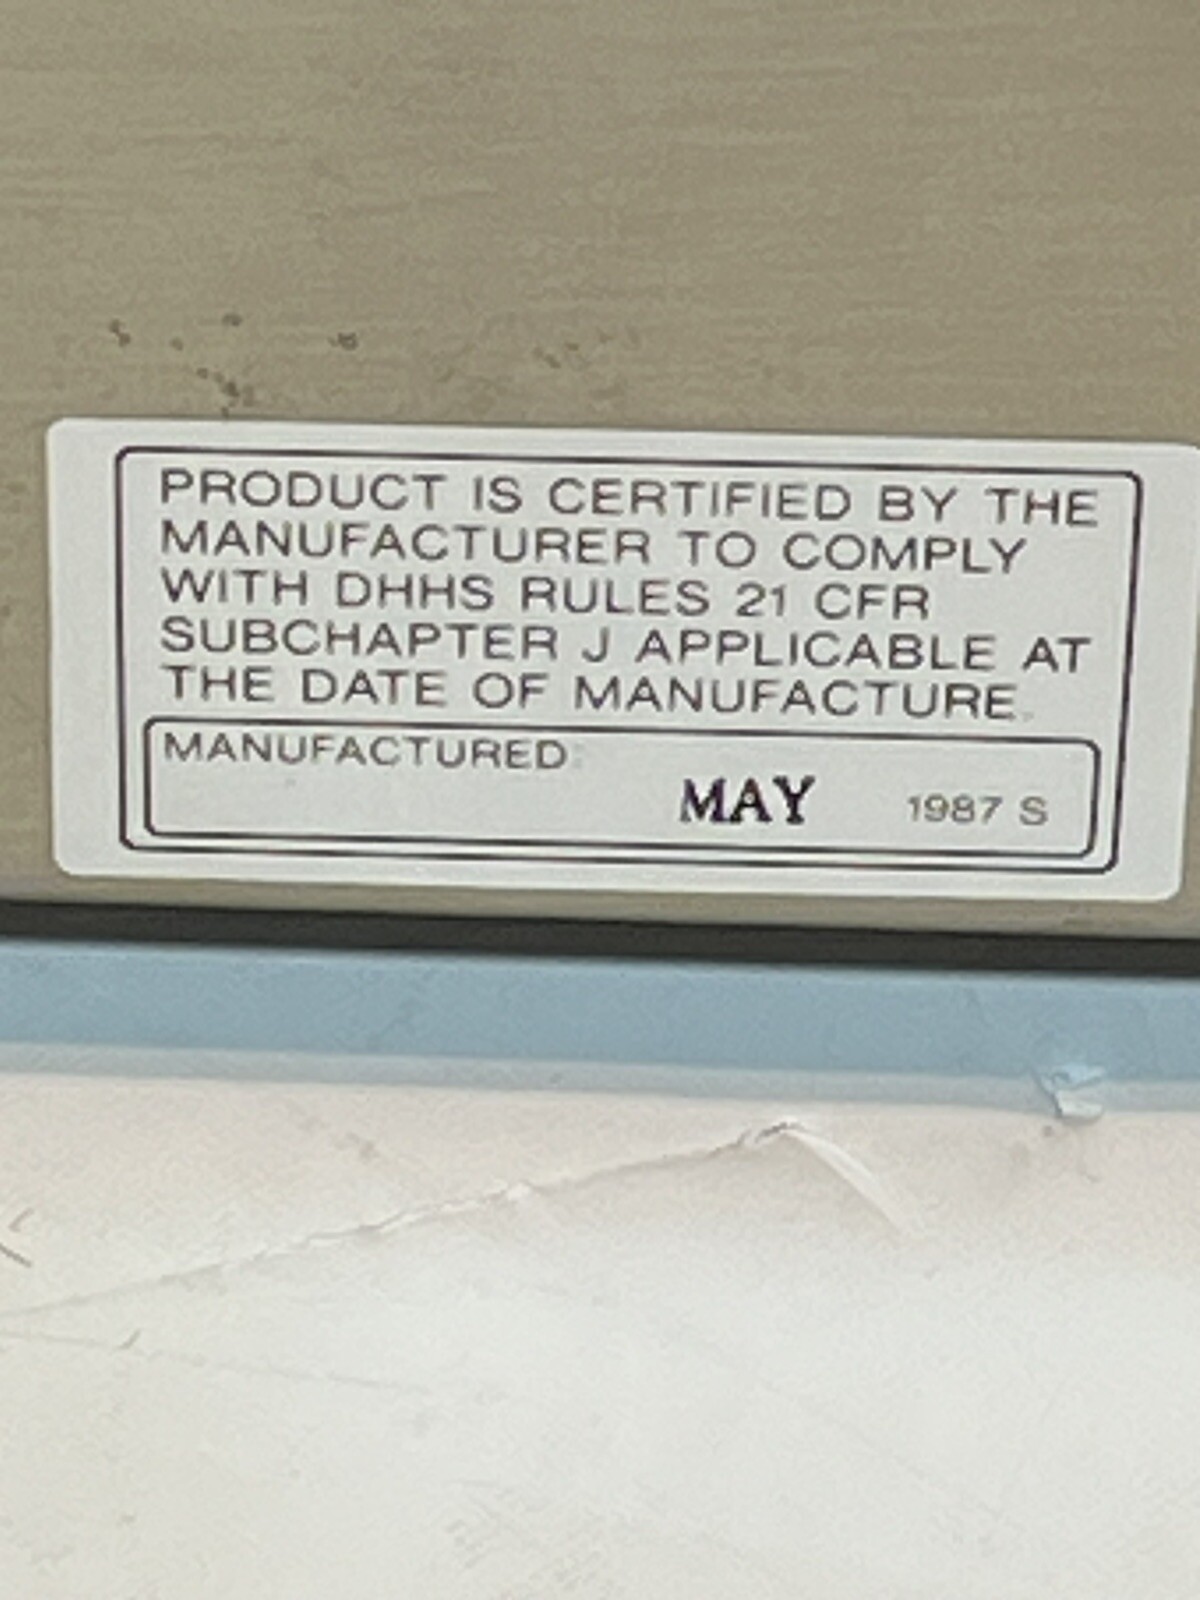 PRODUCT IS CERTIFIED BY THE
MANUFACTURER TO COMPLY
WITH DHHS RULES 21 CFR
SUBCHAPTER J APPLICABLE AT
THE DATE OF MANUFACTURE.
MANUFACTURED:
MAY 1987 S